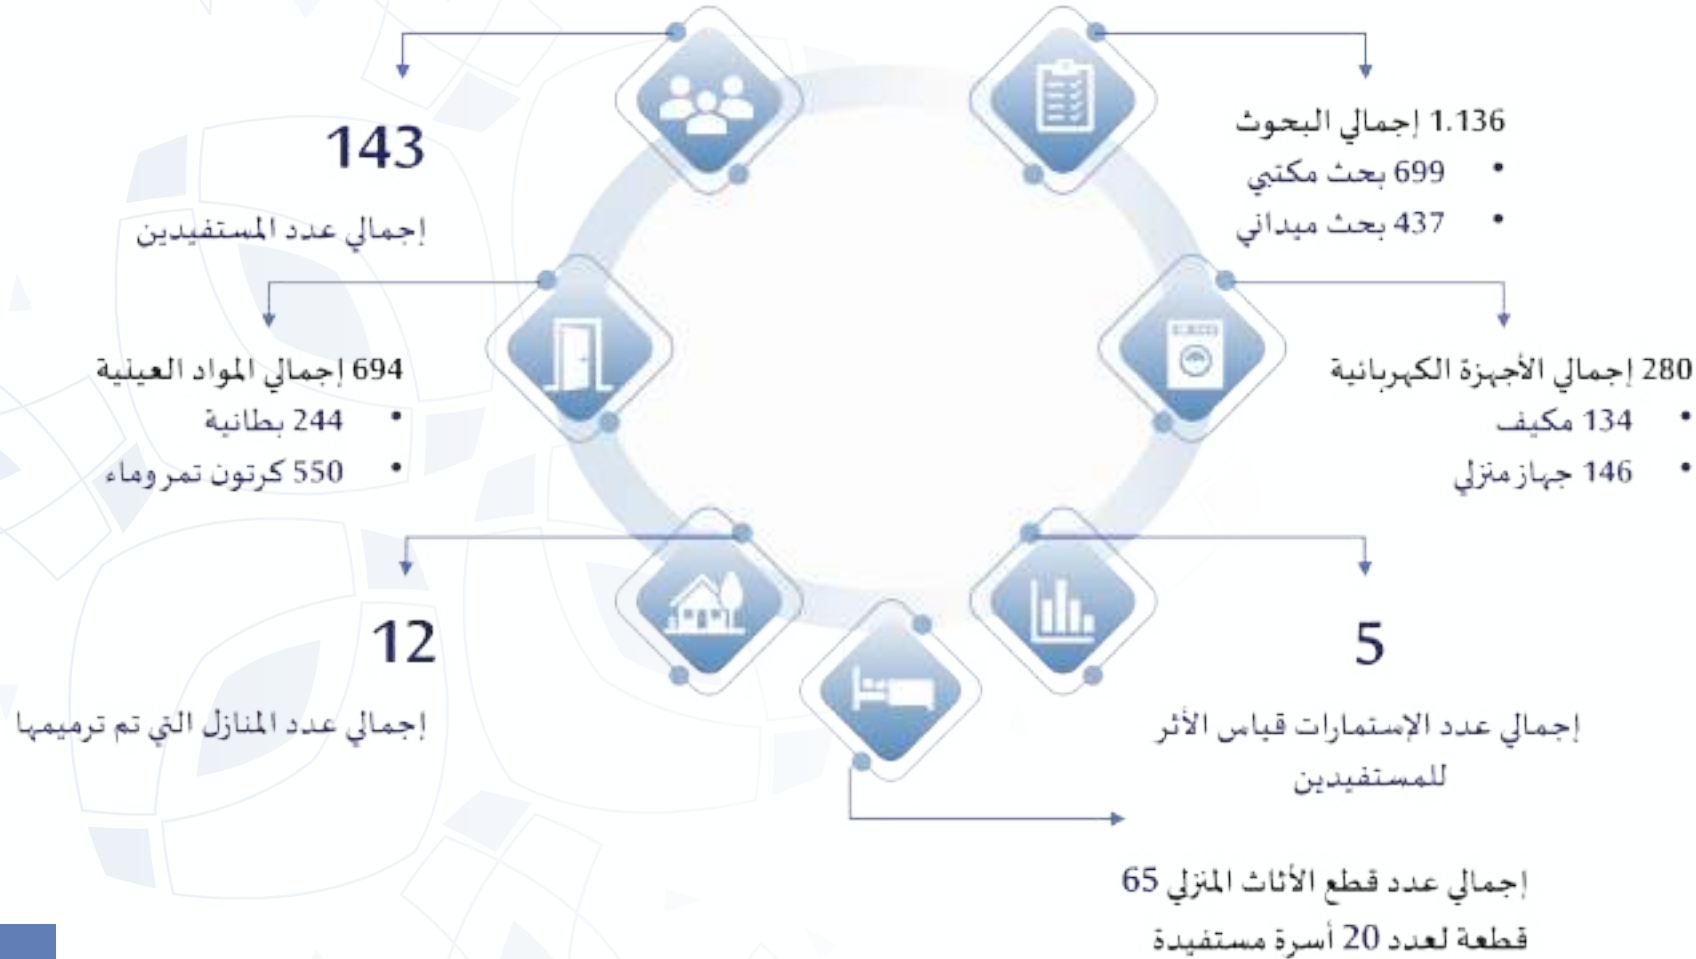 1.136 إجمالي البحوث
• 699 بحث مكتبي
• 437 بحث ميداني
280 إجمالي الأجهزة الكهربائية
• 134 مكيف
• 146 جهاز منزلي
5
إجمالي عدد الإستمارات قياس الأثر
للمستفيدين
إجمالي عدد قطع الأثاث المنزلي 65
قطعة لعدد 20 أسرة مستفيدة
143
إجمالي عدد المستفيدين
694 إجمالي المواد العينية
• 244 بطانية
• 550 كرتون تمر وماء
12
إجمالي عدد المنازل التي تم ترميمها